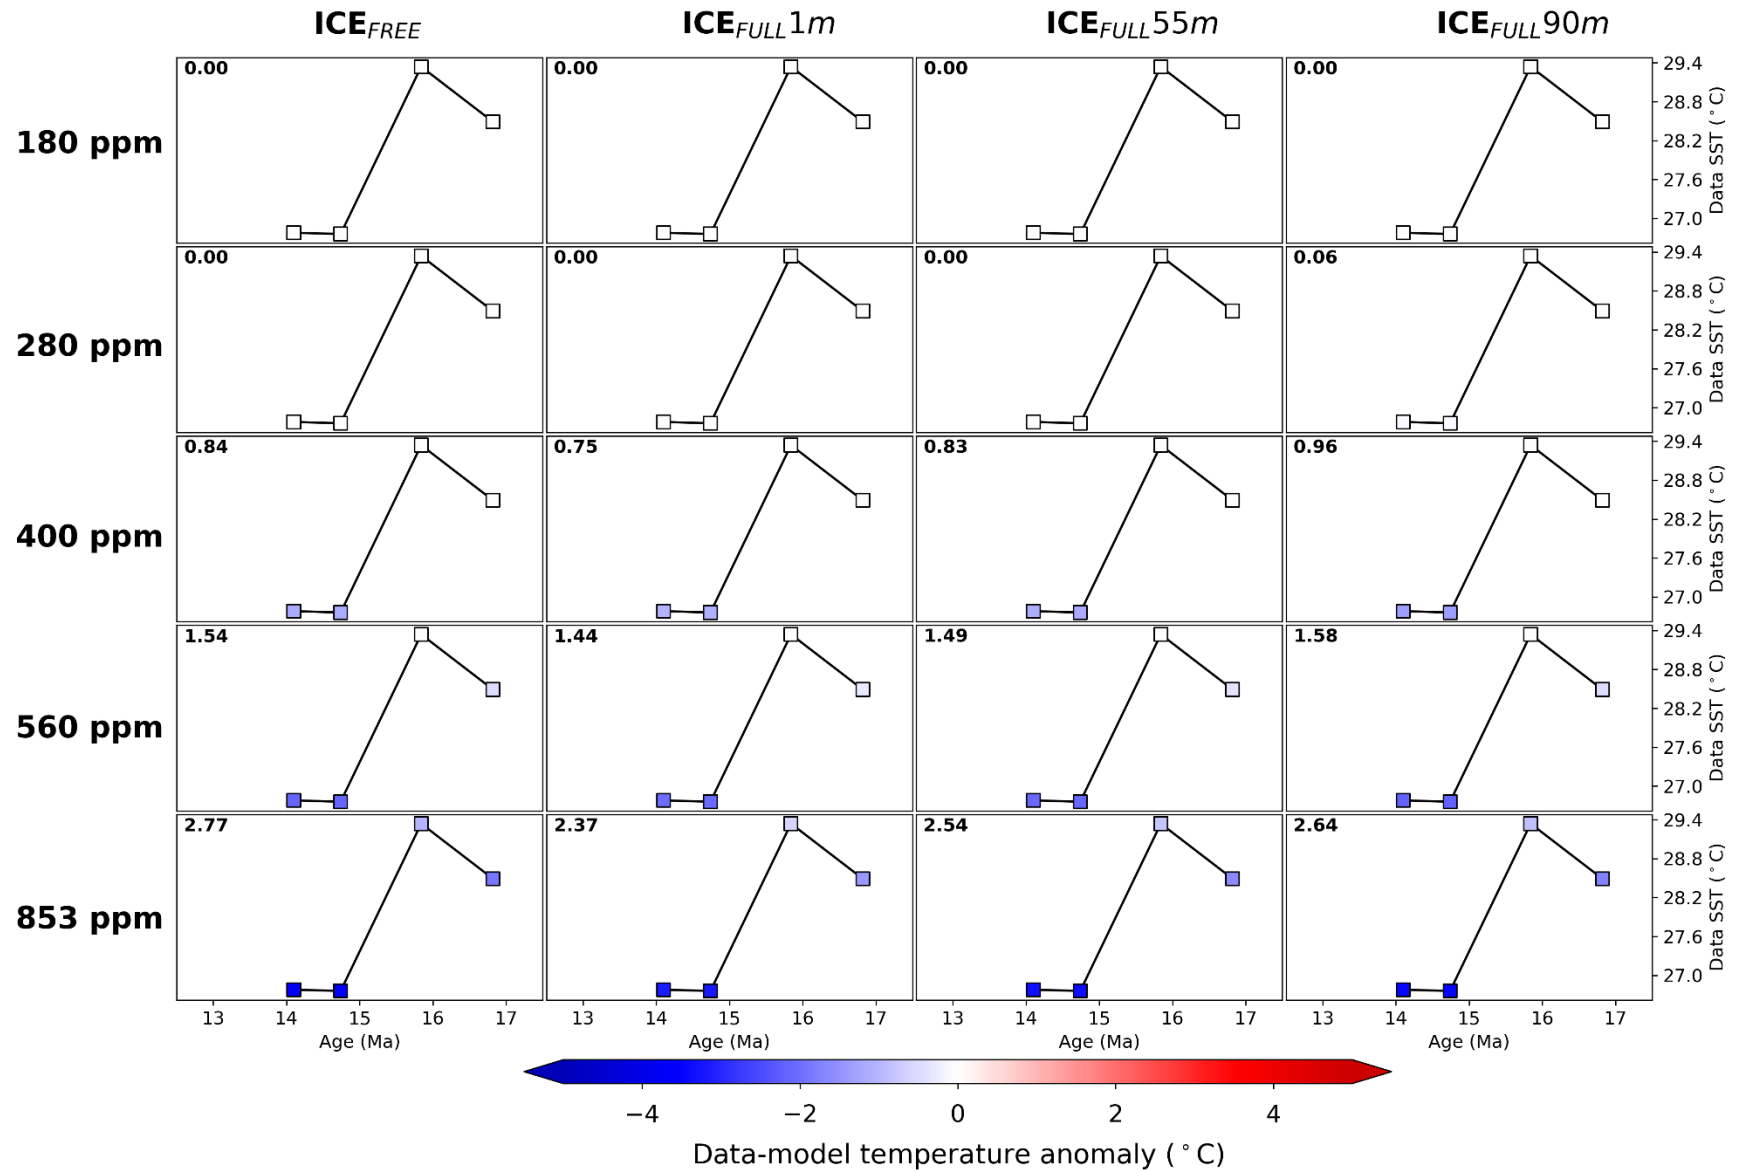 ICE_FREE ICE_FULL1m ICE_FULL55m ICE_FULL90m
180 ppm
0.00 0.00 0.00 0.00
29.4
28.8
28.2
27.6
27.0
Data SST (°C)
280 ppm
0.00 0.00 0.00 0.06
29.4
28.8
28.2
27.6
27.0
Data SST (°C)
400 ppm
0.84 0.75 0.83 0.96
29.4
28.8
28.2
27.6
27.0
Data SST (°C)
560 ppm
1.54 1.44 1.49 1.58
29.4
28.8
28.2
27.6
27.0
Data SST (°C)
853 ppm
2.77 2.37 2.54 2.64
29.4
28.8
28.2
27.6
27.0
Data SST (°C)
13 14 15 16 17 13 14 15 16 17 13 14 15 16 17 13 14 15 16 17
Age (Ma) Age (Ma) Age (Ma) Age (Ma)
−4 −2 0 2 4
Data-model temperature anomaly (°C)